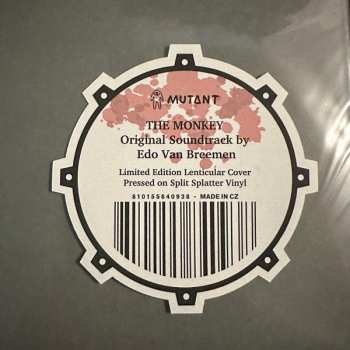 MUTANT
THE MONKEY
Original Soundtrack by
Edo Van Breemen
Limited Edition Lenticular Cover
Pressed on Split Splatter Vinyl
810155840938 - MADE IN CZ